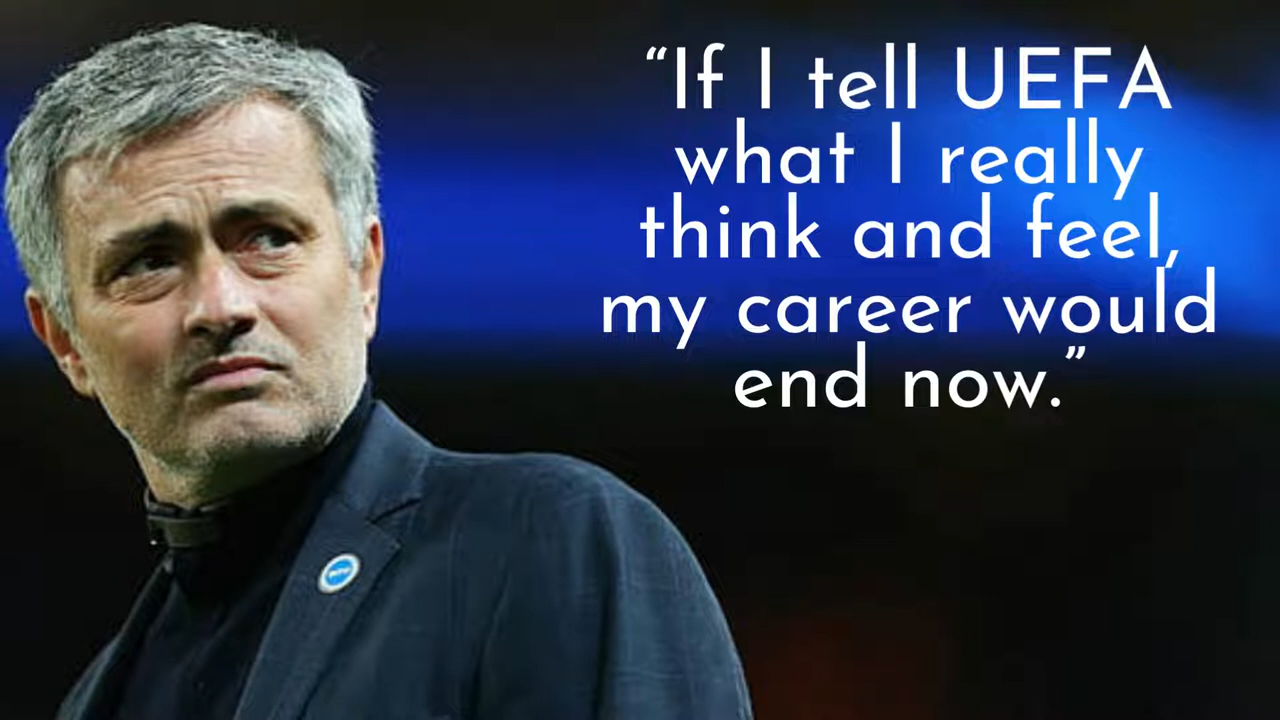 “If I tell UEFA
what I really
think and feel,
my career would
end now.”